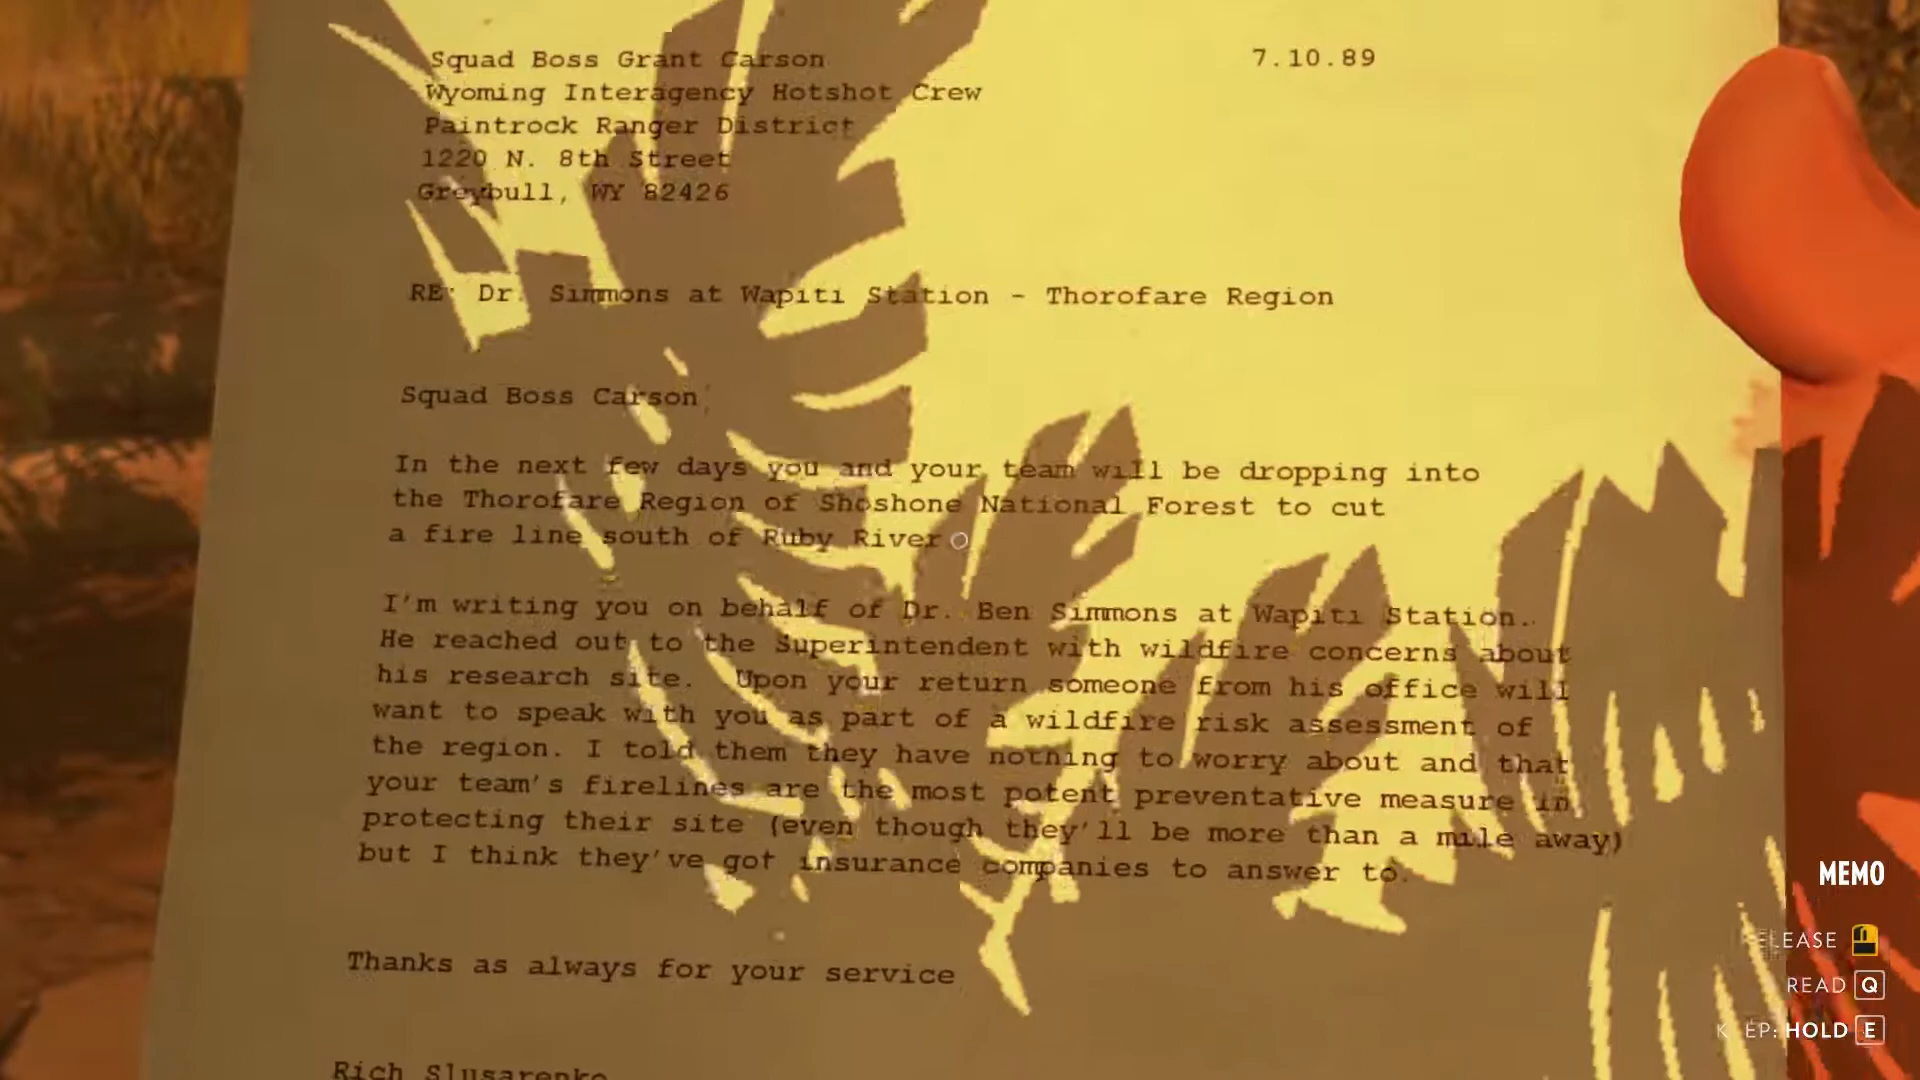 Squad Boss Grant Carson 7.10.89
Wyoming Interagency Hotshot Crew
Paintrock Ranger District
1220 N. 8th Street
Greybull, WY 82426
RE: Dr. Simmons at Wapiti Station - Thorofare Region
Squad Boss Carson,
In the next few days you and your team will be dropping into
the Thorofare Region of Shoshone National Forest to cut
a fire line south of Ruby River
I'm writing you on behalf of Dr. Ben Simmons at Wapiti Station.
He reached out to the Superintendent with wildfire concerns about
his research site. Upon your return someone from his office will
want to speak with you as part of a wildfire risk assessment of
the region. I told them they have nothing to worry about and that
your team's firelines are the most potent preventative measure in
protecting their site (even though they'll be more than a mile away)
but I think they've got insurance companies to answer to.
Thanks as always for your service
Rich Slusarenko
MEMO
RELEASE
READ Q
KEEP: HOLD E